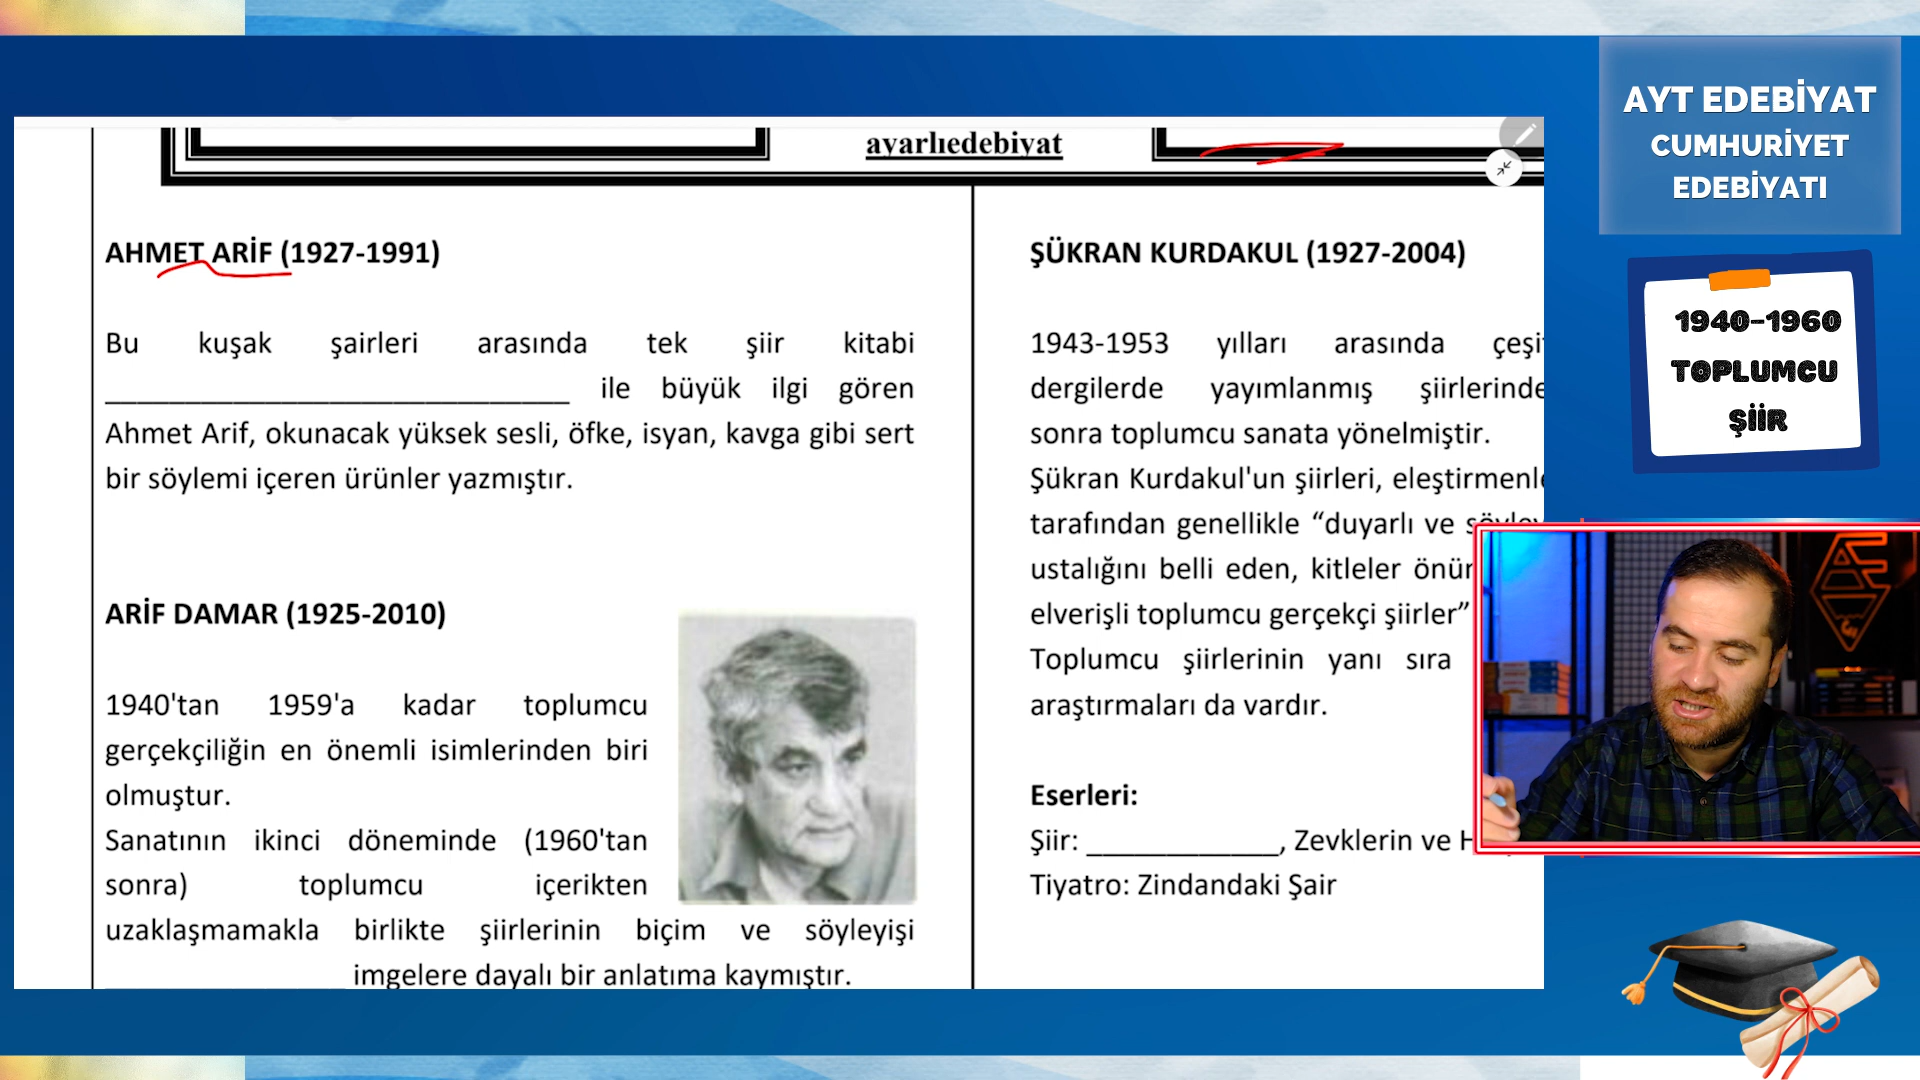 ayarlıedebiyat
AHMET ARİF (1927-1991)
Bu kuşak şairleri arasında tek şiir kitabi
______________________________ ile büyük ilgi gören
Ahmet Arif, okunacak yüksek sesli, öfke, isyan, kavga gibi sert
bir söylemi içeren ürünler yazmıştır.
ARİF DAMAR (1925-2010)
1940'tan 1959'a kadar toplumcu
gerçekçiliğin en önemli isimlerinden biri
olmuştur.
Sanatının ikinci döneminde (1960'tan
sonra) toplumcu içerikten
uzaklaşmamakla birlikte şiirlerinin biçim ve söyleyişi
________________ imgelere dayalı bir anlatıma kaymıştır.
ŞÜKRAN KURDAKUL (1927-2004)
1943-1953 yılları arasında
dergilerde yayımlanmış
sonra toplumcu sanata yönelmiştir.
Şükran Kurdakul'un şiirleri,
tarafından genellikle “duyarlı ve
ustalığını belli eden, kitleler
elverişli toplumcu gerçekçi şiirler”
Toplumcu şiirlerinin yanı sıra
araştırmaları da vardır.
Eserleri:
Şiir: _____________, Zevklerin ve
Tiyatro: Zindandaki Şair
AYT EDEBİYAT
CUMHURİYET
EDEBİYATI
1940-1960
TOPLUMCU
ŞİİR